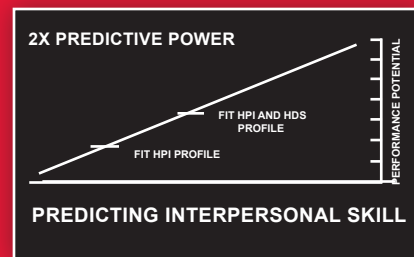 2X PREDICTIVE POWER
PERFORMANCE POTENTIAL
FIT HPI AND HDS
PROFILE
FIT HPI PROFILE
PREDICTING INTERPERSONAL SKILL